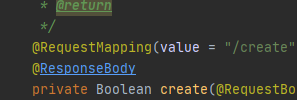 * @return
*/
@RequestMapping(value = "/create"
@ResponseBody
private Boolean create(@RequestBo